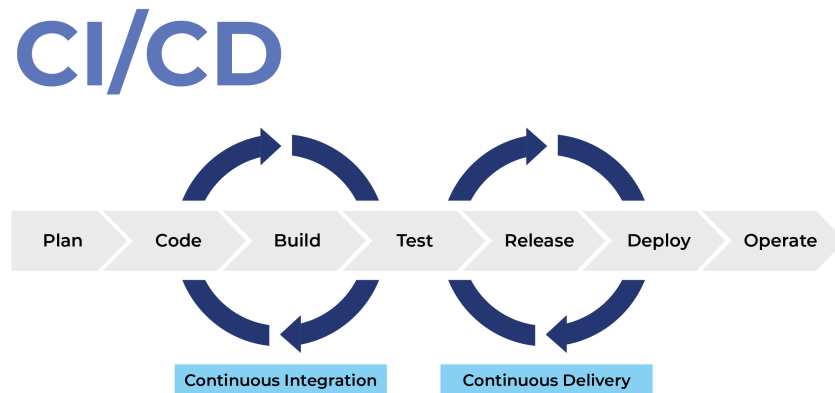 CI/CD
Plan Code Build Test Release Deploy Operate
Continuous Integration Continuous Delivery